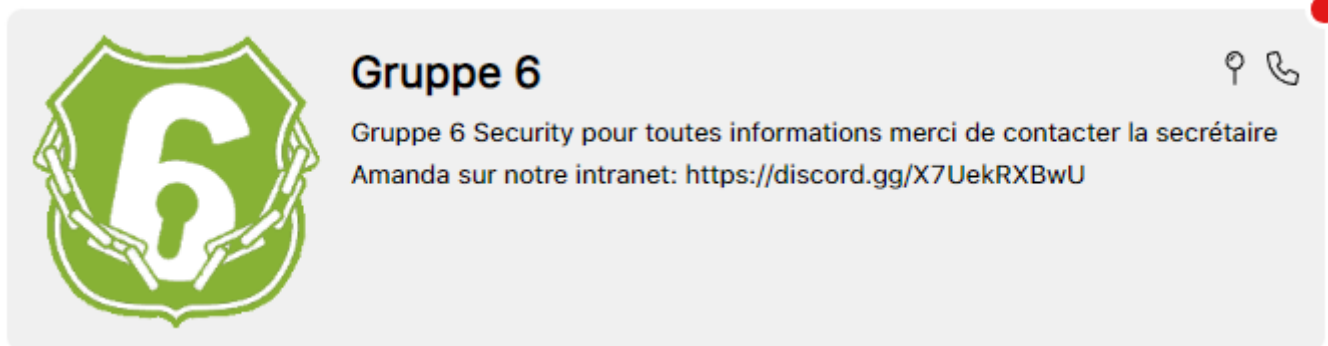 6
Gruppe 6
Gruppe 6 Security pour toutes informations merci de contacter la secrétaire
Amanda sur notre intranet: https://discord.gg/X7UekRXBwU